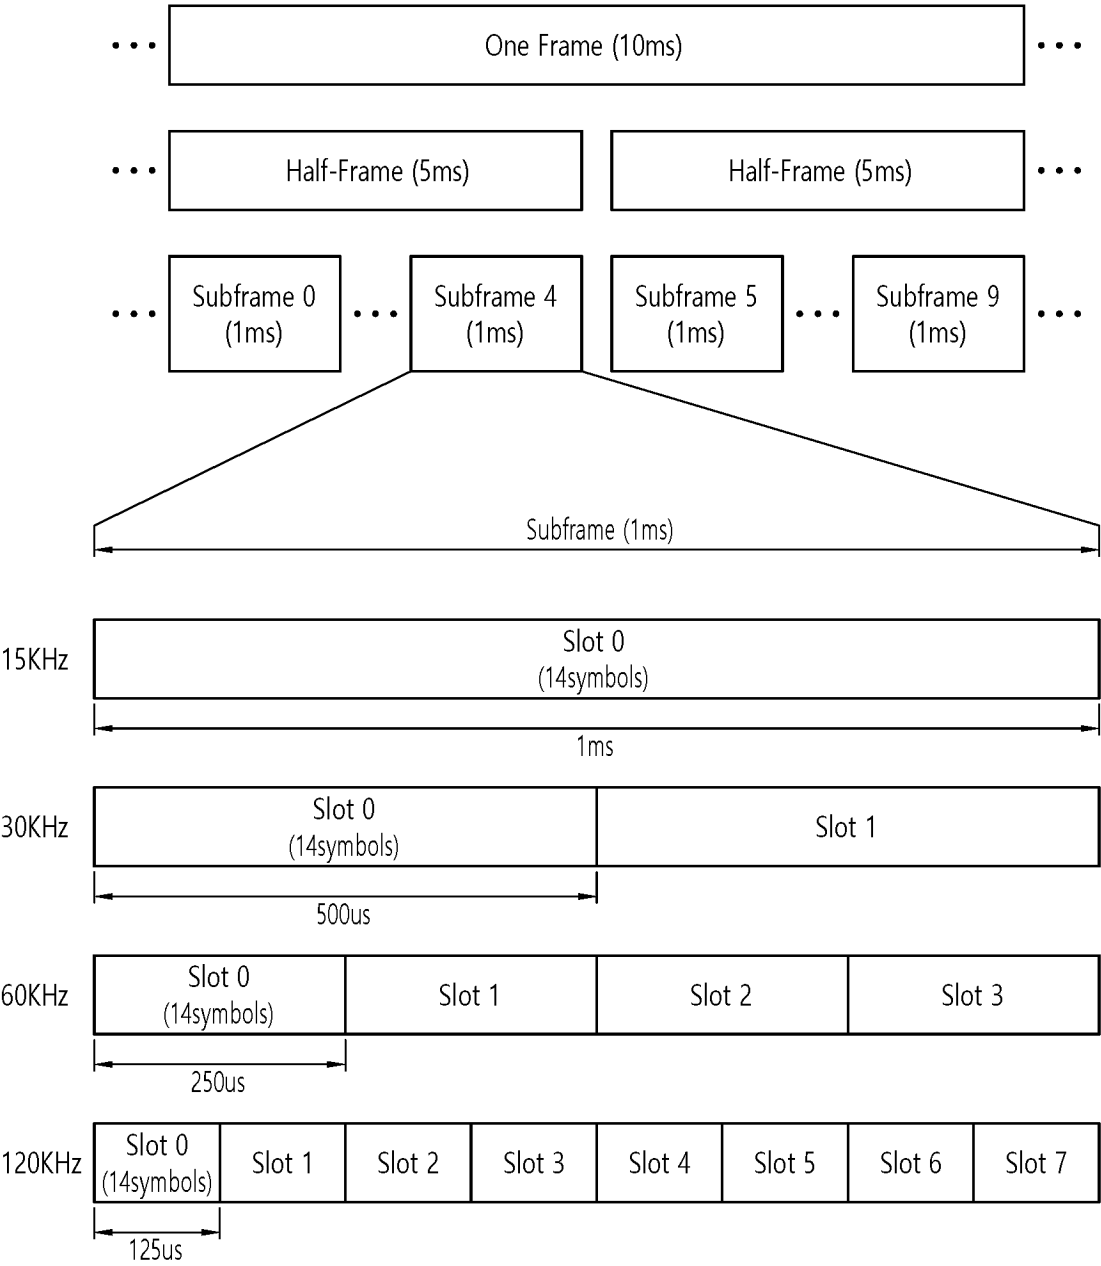 One Frame (10ms)
Half-Frame (5ms)
Half-Frame (5ms)
Subframe 0
(1ms)
Subframe 4
(1ms)
Subframe 5
(1ms)
Subframe 9
(1ms)
Subframe (1ms)
15KHz
Slot 0
(14symbols)
1ms
30KHz
Slot 0
(14symbols)
Slot 1
500us
60KHz
Slot 0
(14symbols)
Slot 1
Slot 2
Slot 3
250us
120KHz
Slot 0
(14symbols)
Slot 1
Slot 2
Slot 3
Slot 4
Slot 5
Slot 6
Slot 7
125us